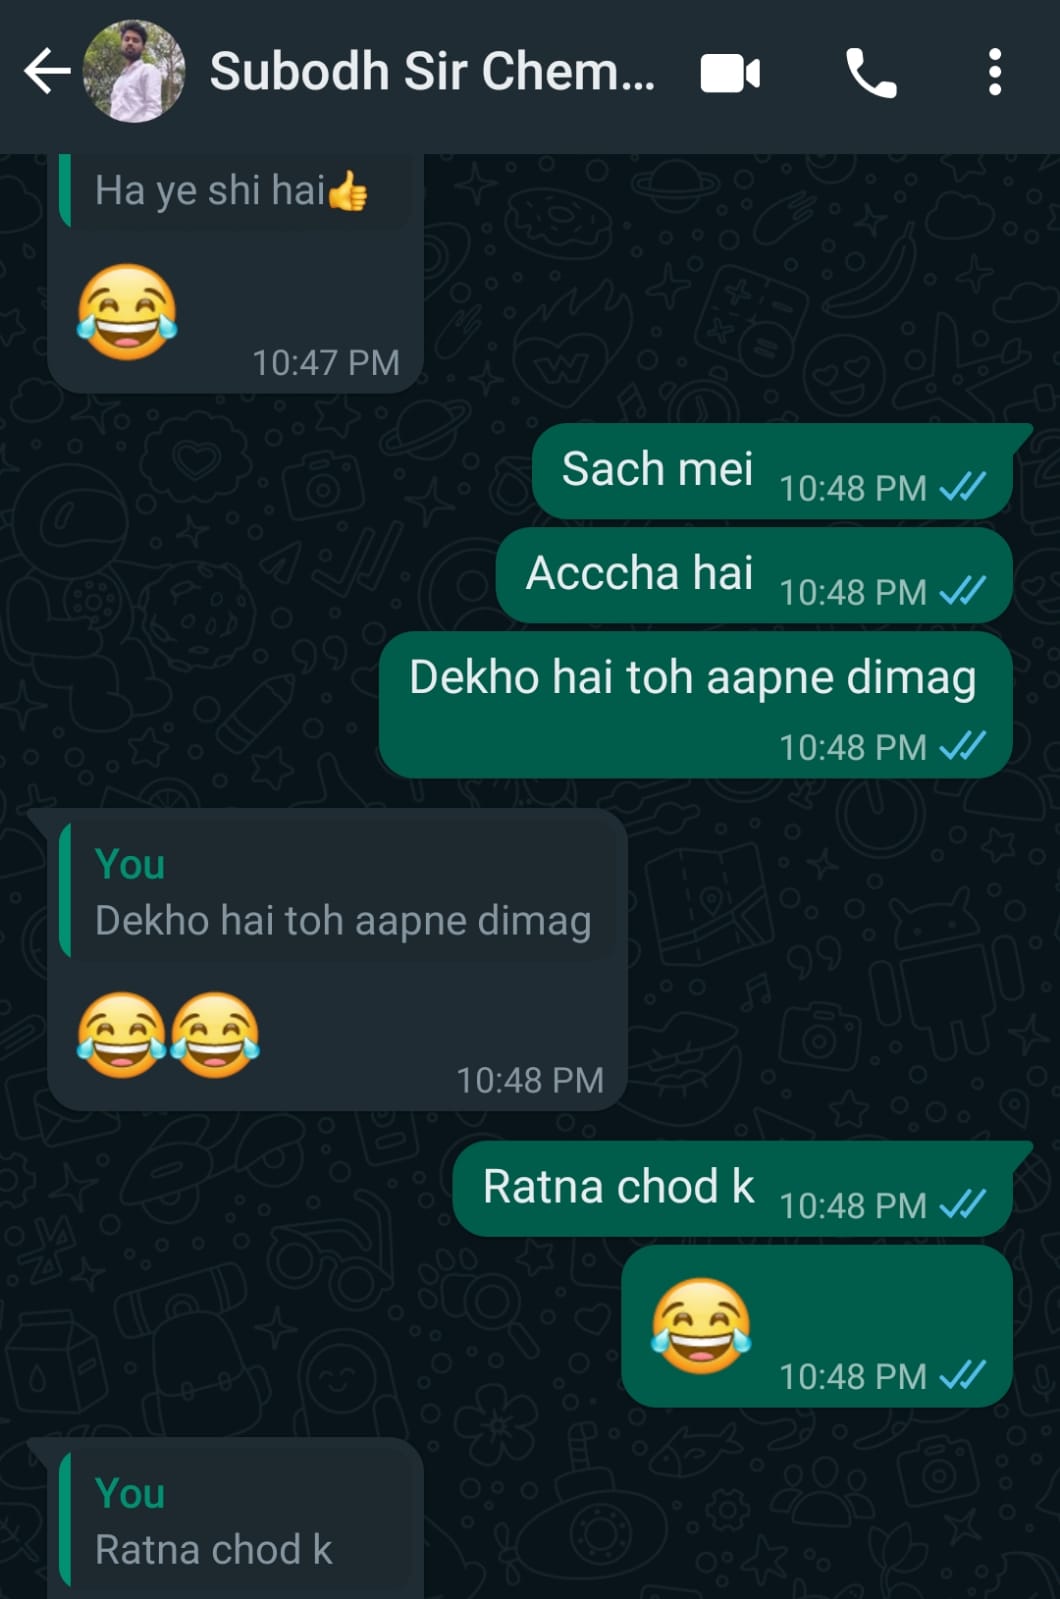 Subodh Sir Chem...
Ha ye shi hai👍
😂
10:47 PM
Sach mei 10:48 PM
Acccha hai 10:48 PM
Dekho hai toh aapne dimag
10:48 PM
You
Dekho hai toh aapne dimag
😂😂
10:48 PM
Ratna chod k 10:48 PM
😂
10:48 PM
You
Ratna chod k